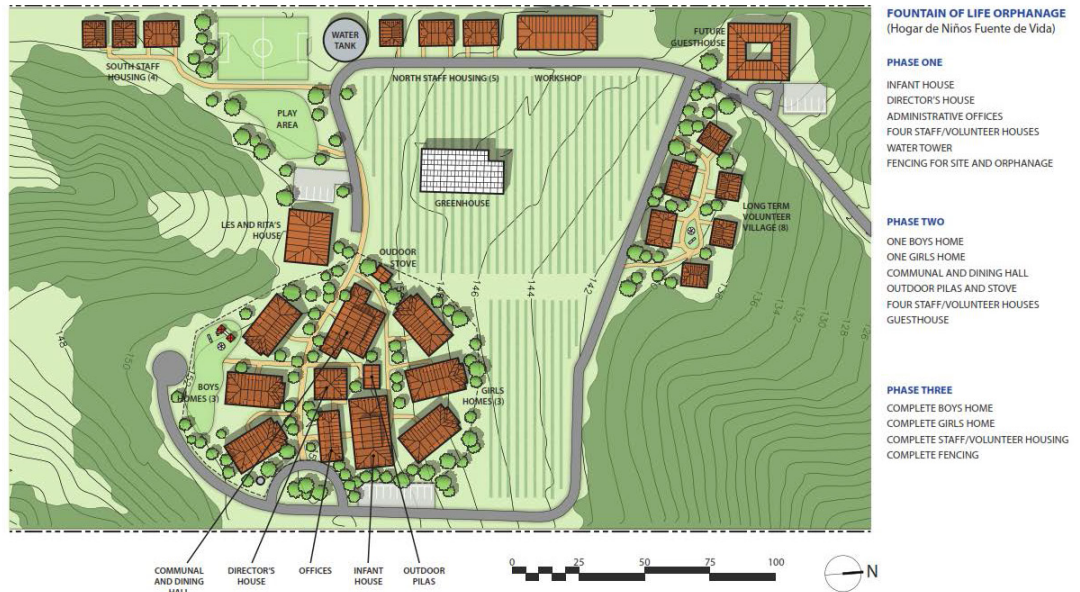 FOUNTAIN OF LIFE ORPHANAGE
(Hogar de Niños Fuente de Vida)
PHASE ONE
INFANT HOUSE
DIRECTOR'S HOUSE
ADMINISTRATIVE OFFICES
FOUR STAFF/VOLUNTEER HOUSES
WATER TOWER
FENCING FOR SITE AND ORPHANAGE
PHASE TWO
ONE BOYS HOME
ONE GIRLS HOME
COMMUNAL AND DINING HALL
OUTDOOR PILAS AND STOVE
FOUR STAFF/VOLUNTEER HOUSES
GUESTHOUSE
PHASE THREE
COMPLETE BOYS HOME
COMPLETE GIRLS HOME
COMPLETE STAFF/VOLUNTEER HOUSING
COMPLETE FENCING
WATER
TANK
FUTURE
GUESTHOUSE
SOUTH STAFF
HOUSING (4)
NORTH STAFF HOUSING (5)
WORKSHOP
PLAY
AREA
GREENHOUSE
LES AND RITA'S
HOUSE
LONG TERM
VOLUNTEER
VILLAGE (8)
OUDOOR
STOVE
146
144
142
138
136
134
132
130
128
126
148
150
BOYS
HOMES (3)
GIRLS
HOMES (3)
COMMUNAL
AND DINING
HALL
DIRECTOR'S
HOUSE
OFFICES
INFANT
HOUSE
OUTDOOR
PILAS
0 25 50 75 100
N